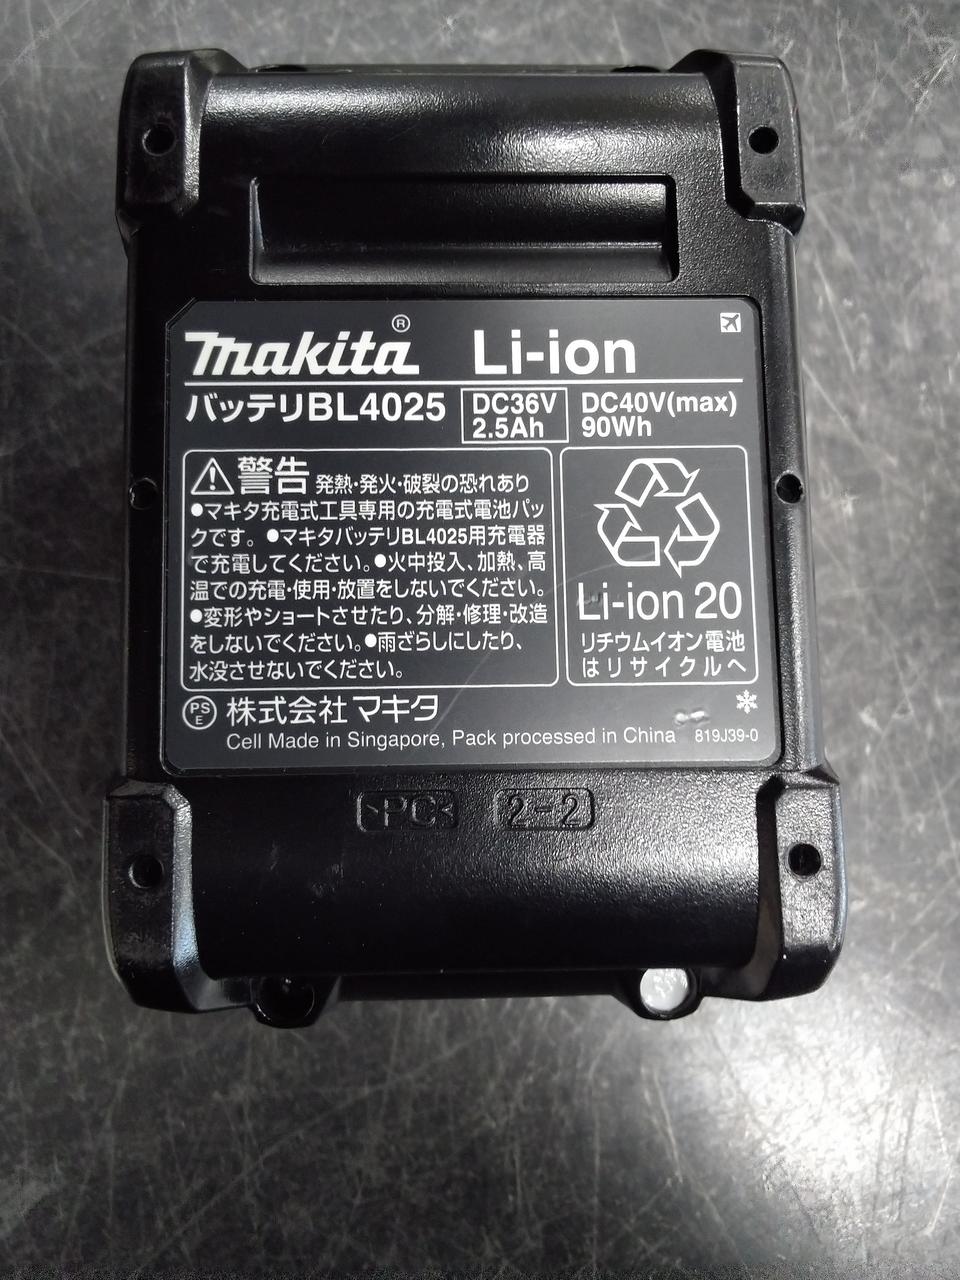 makita® Li-ion
バッテリBL4025 DC36V 2.5Ah DC40V(max) 90Wh
警告 発熱・発火・破裂の恐れあり
●マキタ充電式工具専用の充電式電池パッ
クです。●マキタバッテリBL4025用充電器
で充電してください。●火中投入、加熱、高
温での充電・使用・放置をしないでください。
●変形やショートさせたり、分解・修理・改造
をしないでください。●雨ざらしにしたり、
水没させないでください。
Li-ion 20
リチウムイオン電池
はリサイクルへ
PS
E
株式会社マキタ
Cell Made in Singapore, Pack processed in China 819J39-0
>PC< 2-2